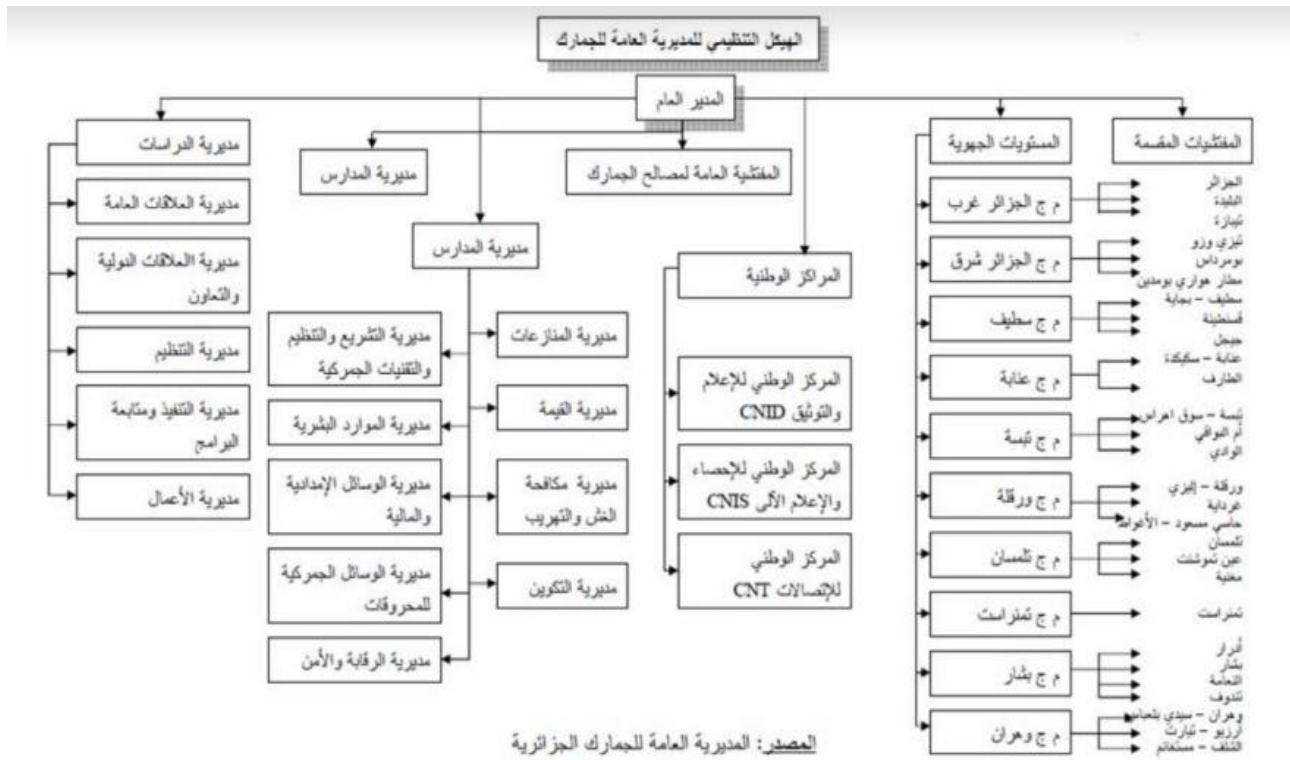 الهيكل التنظيمي للمديرية العامة للجمارك
المدير العام
المفتشيات المقسمة
المستويات الجهوية
مديرية الدراسات
المفتشية العامة لمصالح الجمارك
مديرية المدارس
م ج الجزائر غرب
الجزائر
البليدة
تيبازة
م ج الجزائر شرق
تيزي وزو
بومرداس
مطار هواري بومدين
م ج سطيف
سطيف – بجاية
قسنطينة
جيجل
م ج عنابة
عنابة – سكيكدة
الطارف
م ج تبسة
تبسة – سوق اهراس
أم البواقي
الوادي
م ج ورقلة
ورقلة – إليزي
غرداية
حاسي مسعود – الأغواط
م ج تلمسان
تلمسان
عين تموشنت
مغنية
م ج تمنراست
تمنراست
م ج بشار
أدرار
بشار
النعامة
تندوف
م ج وهران
وهران – سيدي بلعباس
أرزيو – تيارت
الشلف – مستغانم
المراكز الوطنية
المركز الوطني للإعلام
والتوثيق CNID
المركز الوطني للإحصاء
والإعلام الألى CNIS
المركز الوطني
للإتصالات CNT
مديرية المدارس
مديرية المنازعات
مديرية القيمة
مديرية مكافحة
الغش والتهريب
مديرية التكوين
مديرية التشريع والتنظيم
والتقنيات الجمركية
مديرية الموارد البشرية
مديرية الوسائل الإمدادية
والمالية
مديرية الوسائل الجمركية
للمحروقات
مديرية الرقابة والأمن
مديرية العلاقات العامة
مديرية االعلاقات الدولية
والتعاون
مديرية التنظيم
مديرية التنفيذ ومتابعة
البرامج
مديرية الأعمال
المصدر: المديرية العامة للجمارك الجزائرية